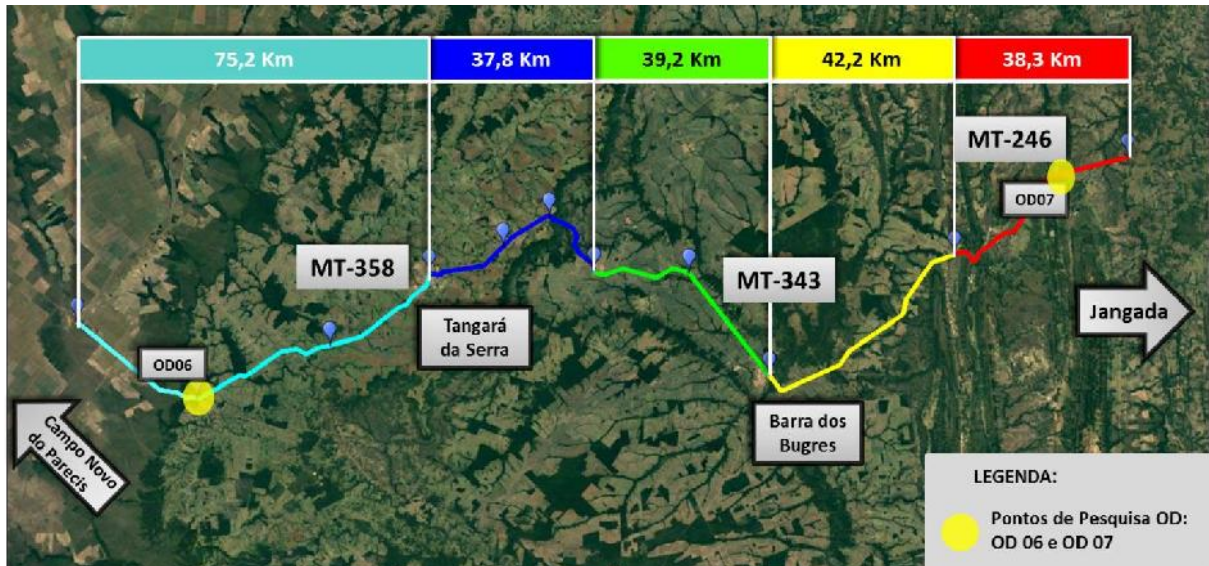 75,2 Km
37,8 Km
39,2 Km
42,2 Km
38,3 Km
MT-246
OD07
MT-358
MT-343
Jangada
Tangará
da Serra
OD06
Campo Novo
do Parecis
Barra dos
Bugres
LEGENDA:
Pontos de Pesquisa OD:
OD 06 e OD 07